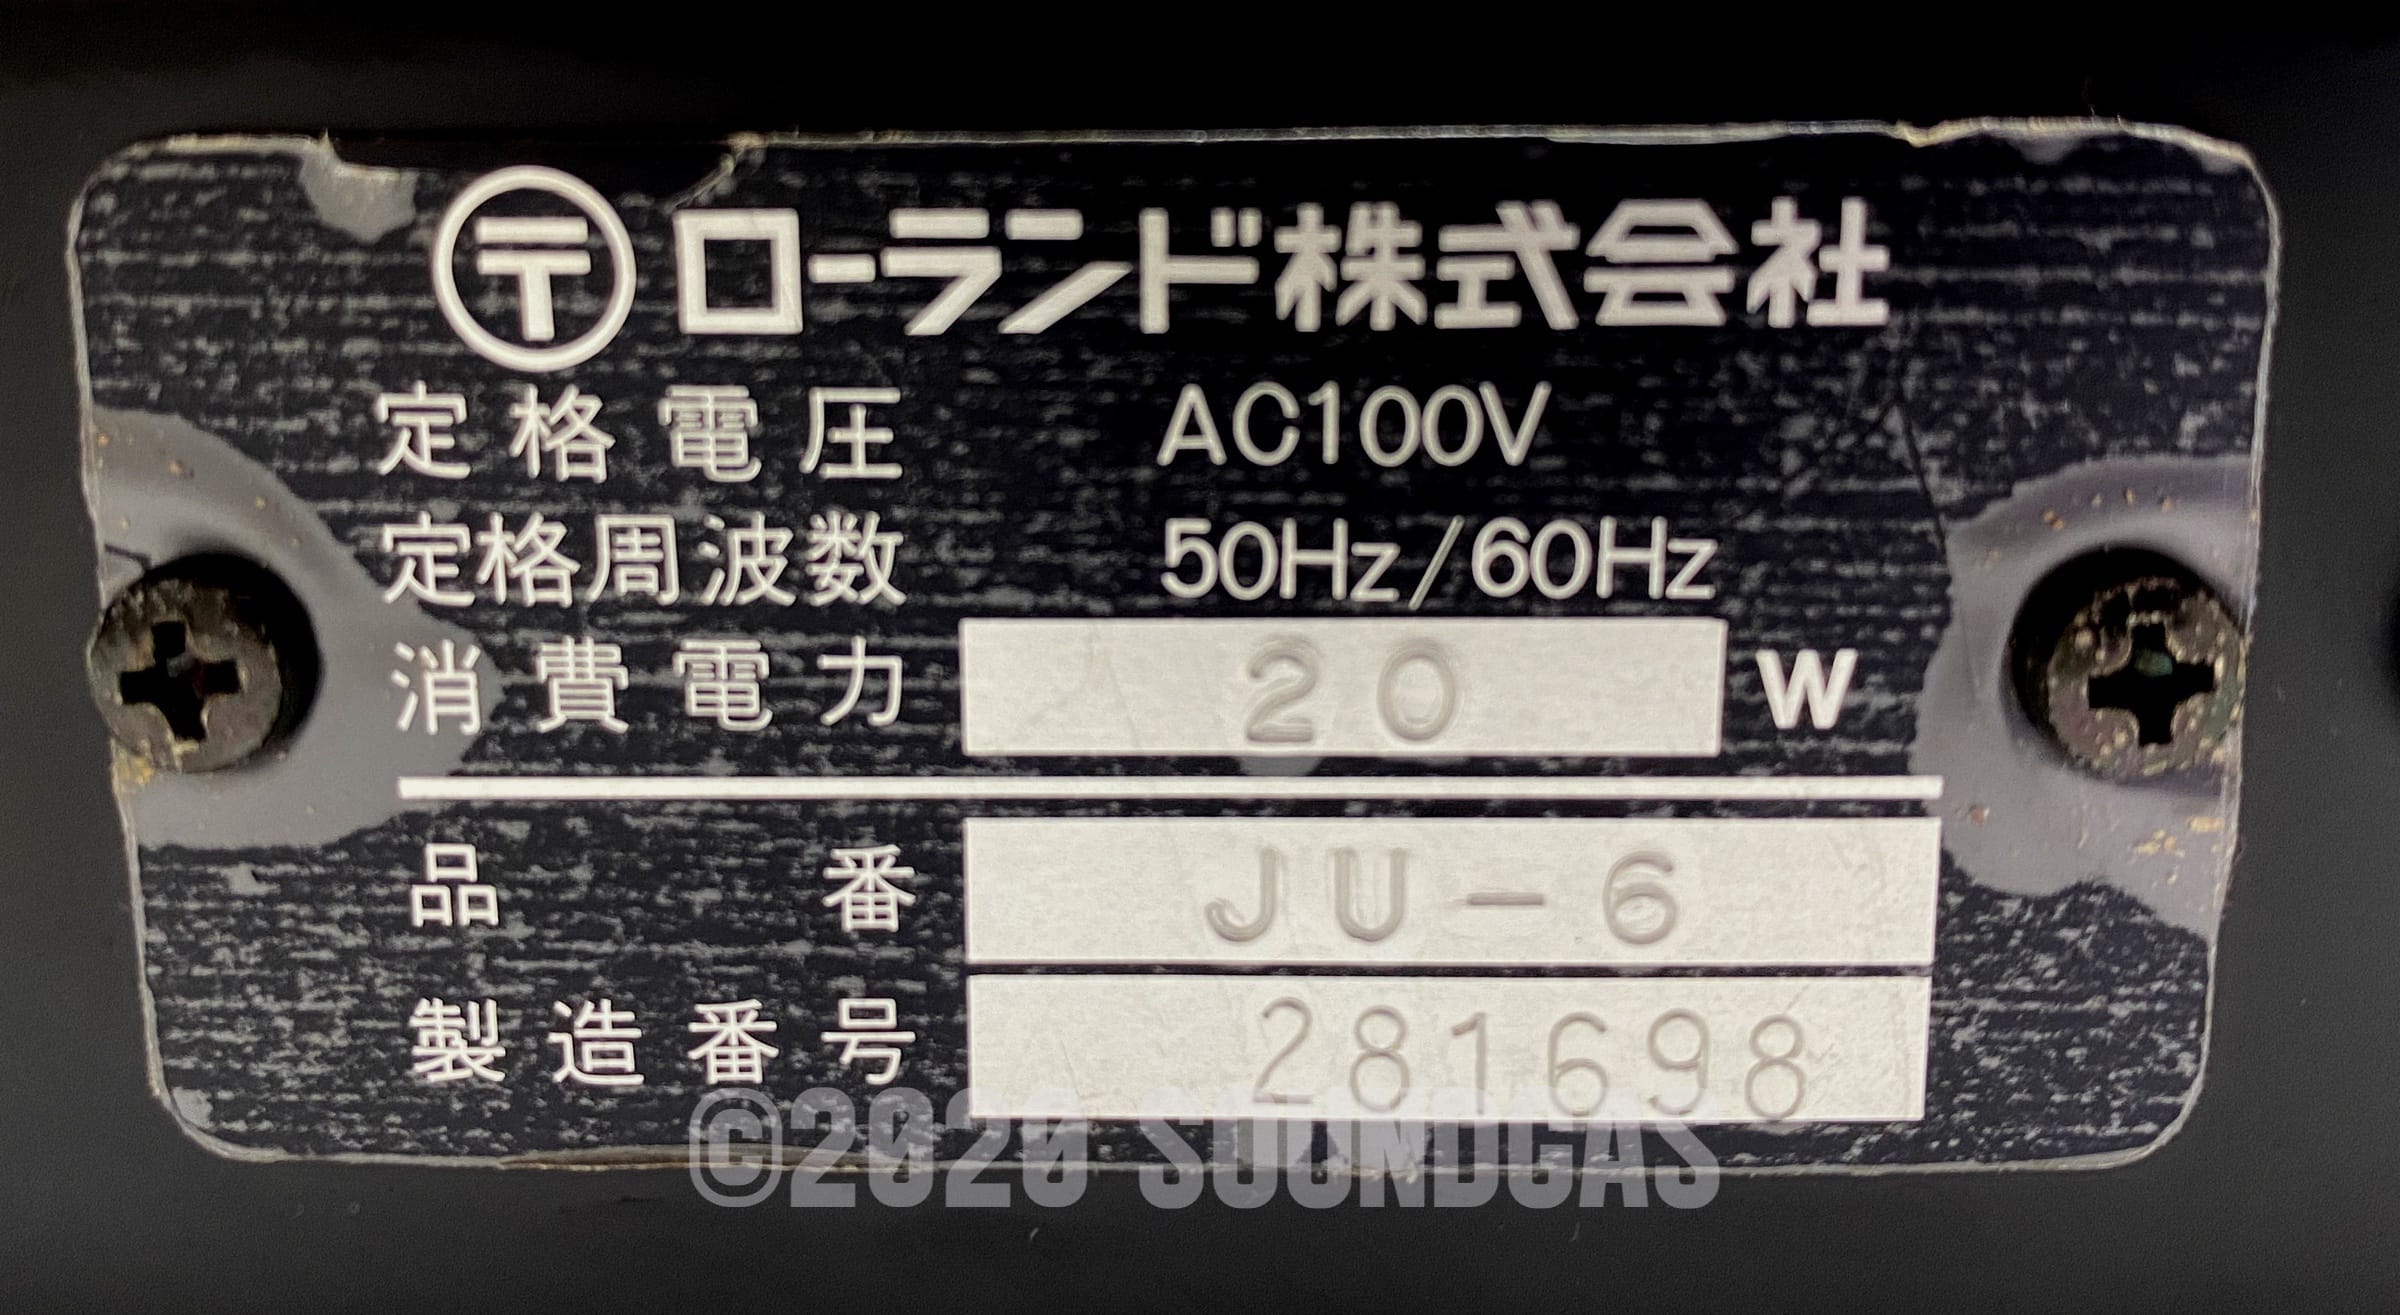 〶 ローランド株式会社
定格電圧 AC100V
定格周波数 50Hz/60Hz
消費電力 20 W
品番 JU-6
製造番号 281698
©2020 SOUNDGAS